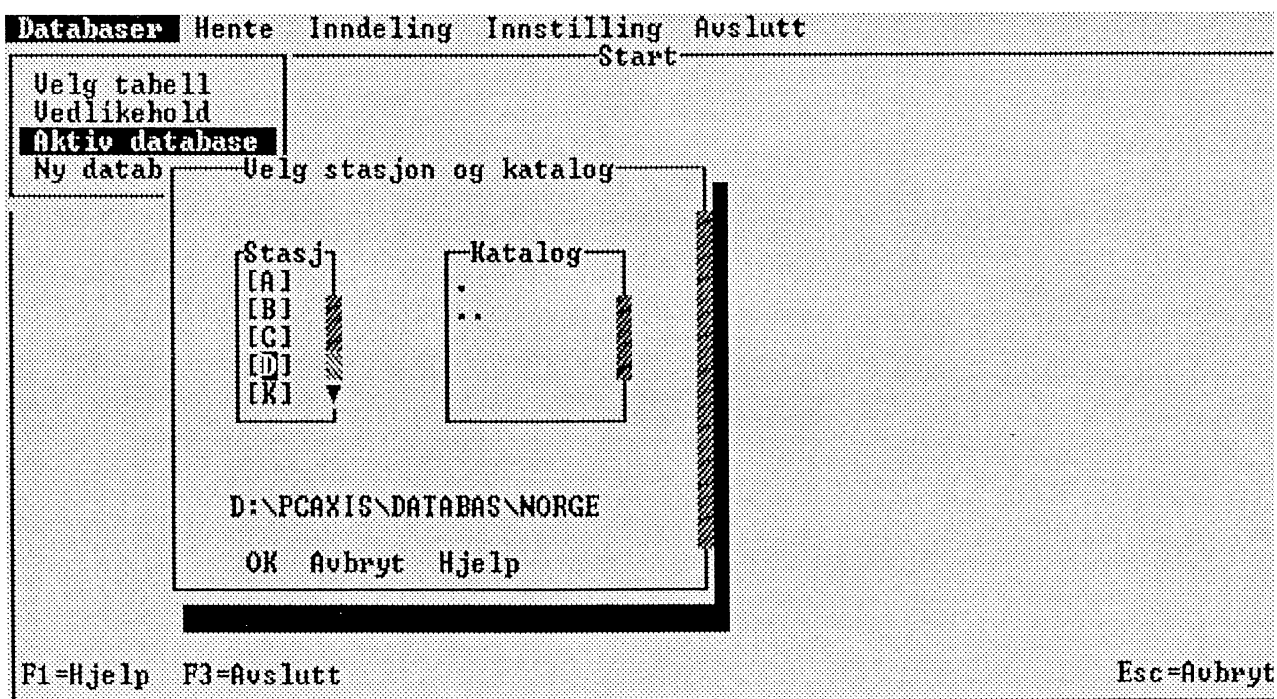 Databaser Hente Inndeling Innstilling Avslutt
Start
Velg tabell
Vedlikehold
Aktiv database
Ny datab
Velg stasjon og katalog
Stasj
Katalog
[A]
[B]
[C]
[D]
[K]
.
..
D:\PCAXIS\DATABAS\NORGE
OK Avbryt Hjelp
F1=Hjelp F3=Avslutt Esc=Avbryt